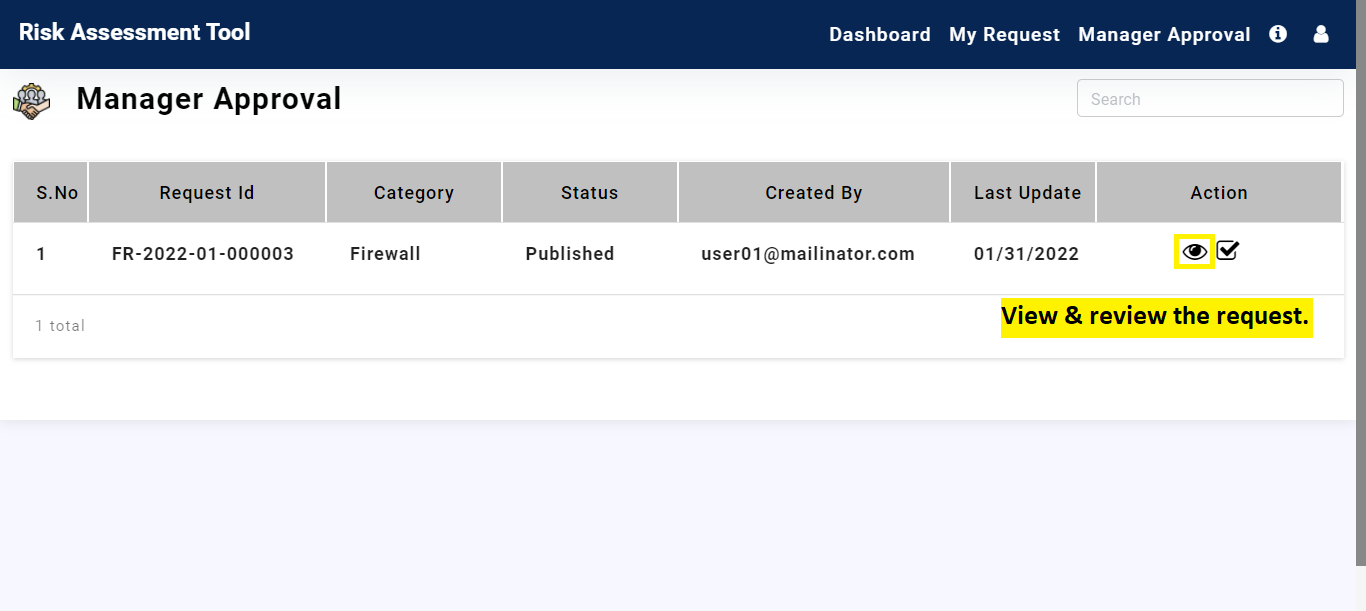 Risk Assessment Tool
Dashboard My Request Manager Approval
Manager Approval
Search
S.No Request Id Category Status Created By Last Update Action
1 FR-2022-01-000003 Firewall Published user01@mailinator.com 01/31/2022
View & review the request.
1 total